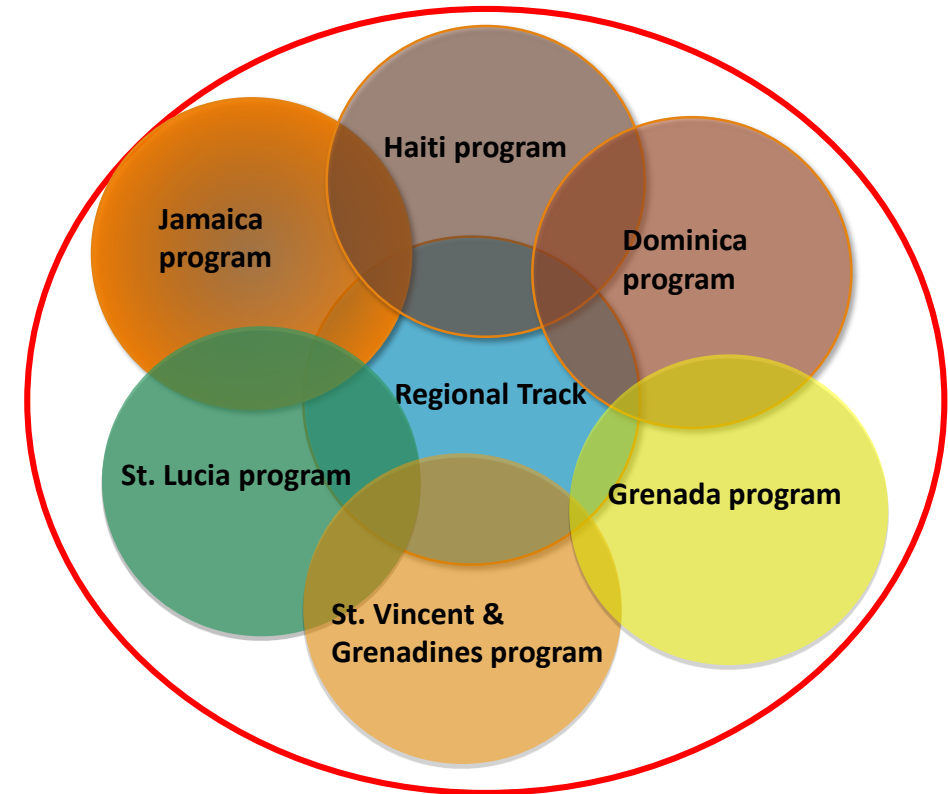 Haiti program
Jamaica
program
Dominica
program
Regional Track
St. Lucia program
Grenada program
St. Vincent &
Grenadines program